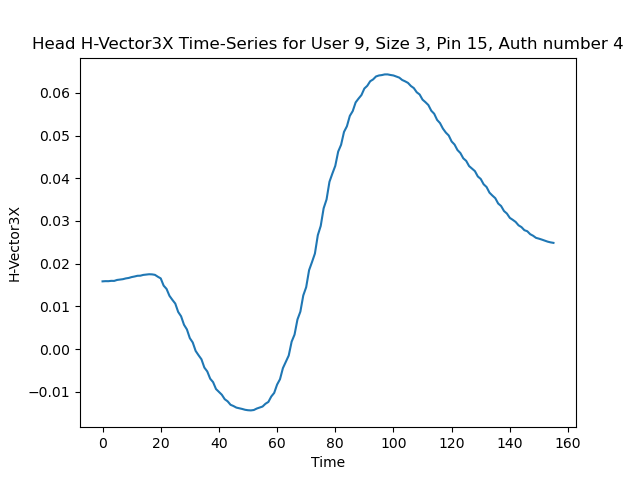 Head H-Vector3X Time-Series for User 9, Size 3, Pin 15, Auth number 4
H-Vector3X
0.06
0.05
0.04
0.03
0.02
0.01
0.00
−0.01
0 20 40 60 80 100 120 140 160
Time